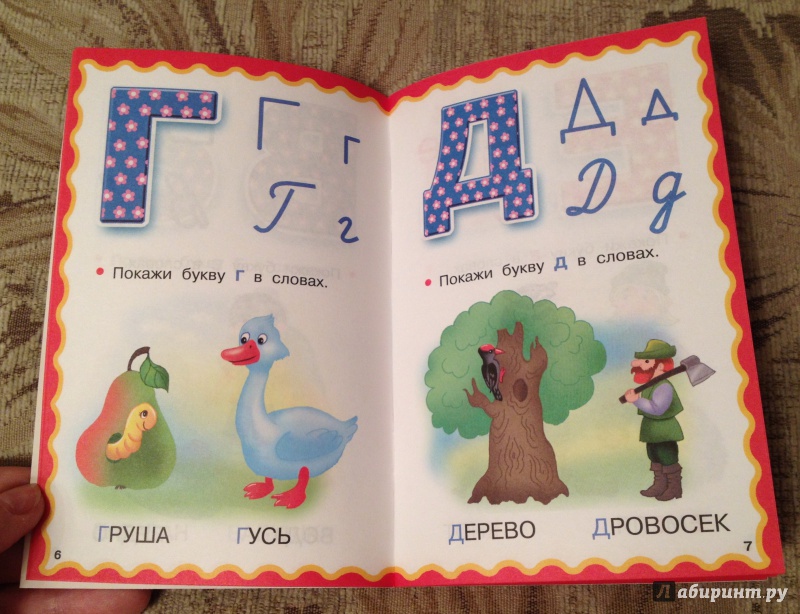 Г
Г г
Г г
• Покажи букву г в словах.
ГРУША ГУСЬ
6
Д
Д д
Д д
• Покажи букву д в словах.
ДЕРЕВО ДРОВОСЕК
7
Лабиринт.ру